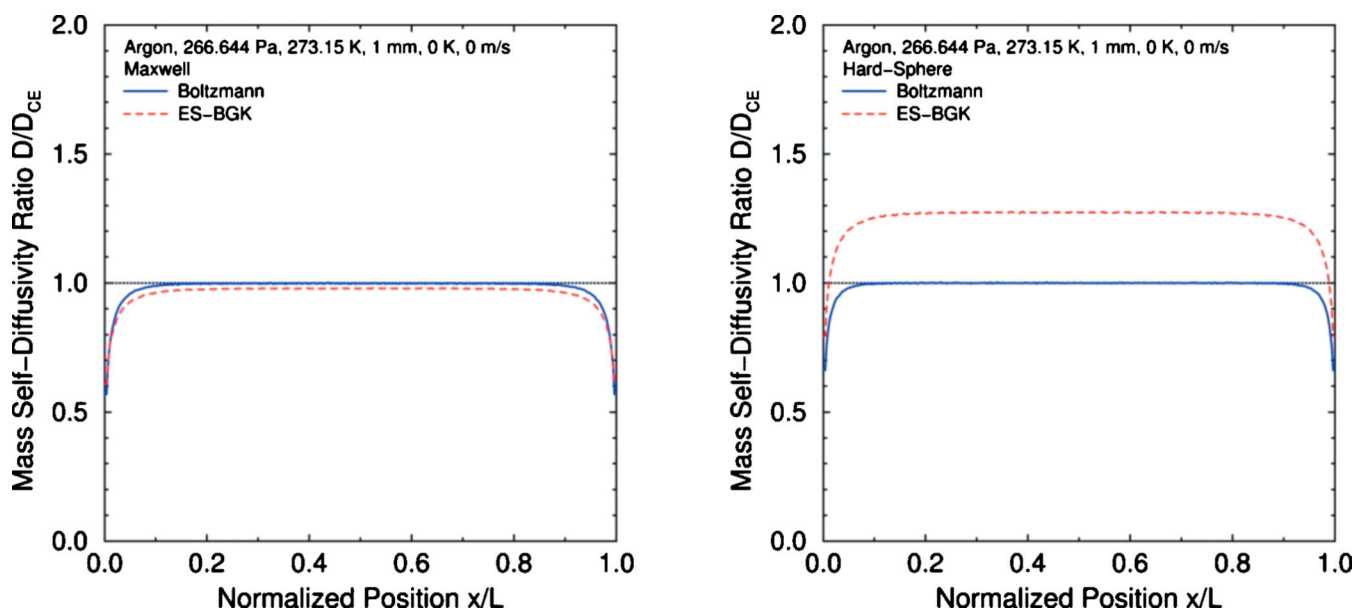 Mass Self-Diffusivity Ratio D/D_CE
2.0
1.5
1.0
0.5
0.0
Argon, 266.644 Pa, 273.15 K, 1 mm, 0 K, 0 m/s
Maxwell
Boltzmann
ES-BGK
0.0 0.2 0.4 0.6 0.8 1.0
Normalized Position x/L
Mass Self-Diffusivity Ratio D/D_CE
2.0
1.5
1.0
0.5
0.0
Argon, 266.644 Pa, 273.15 K, 1 mm, 0 K, 0 m/s
Hard-Sphere
Boltzmann
ES-BGK
0.0 0.2 0.4 0.6 0.8 1.0
Normalized Position x/L